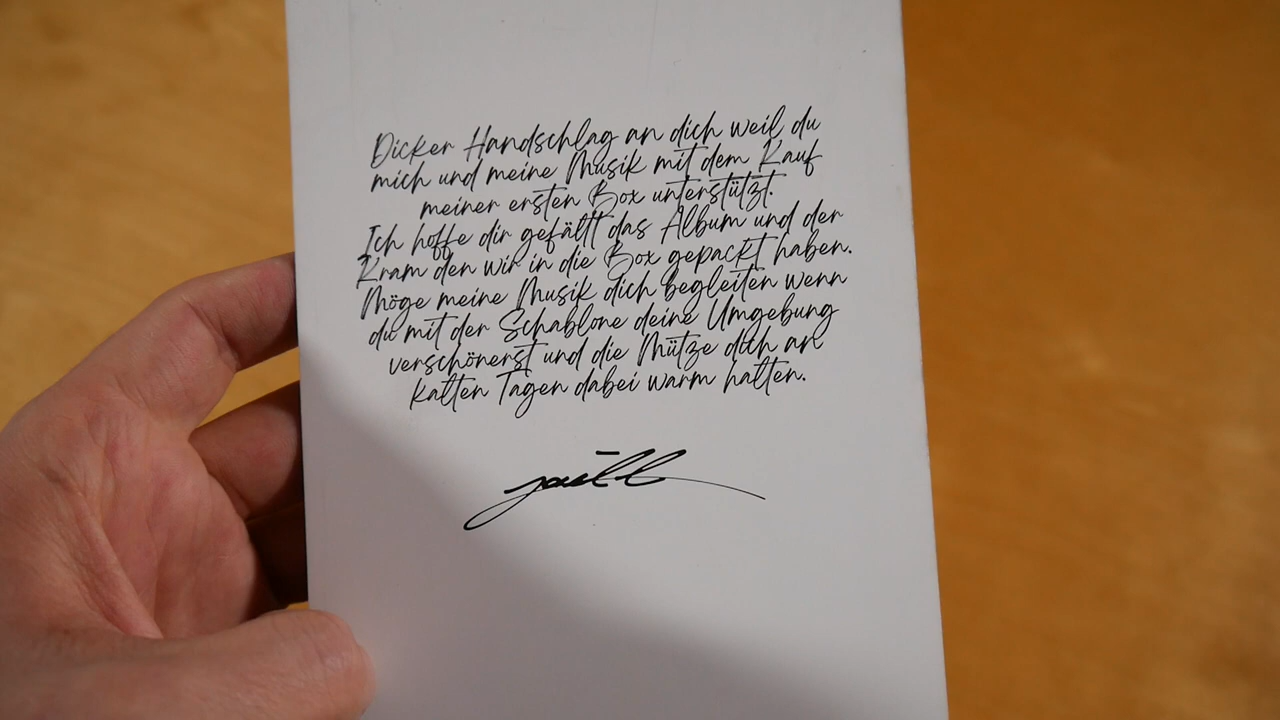 Dicker Handschlag an dich weil du
mich und meine Musik mit dem Kauf
meiner ersten Box unterstützt.
Ich hoffe dir gefällt das Album und der
Kram den wir in die Box gepackt haben.
Möge meine Musik dich begleiten wenn
du mit der Schablone deine Umgebung
verschönerst und die Mütze dich an
kalten Tagen dabei warm halten.